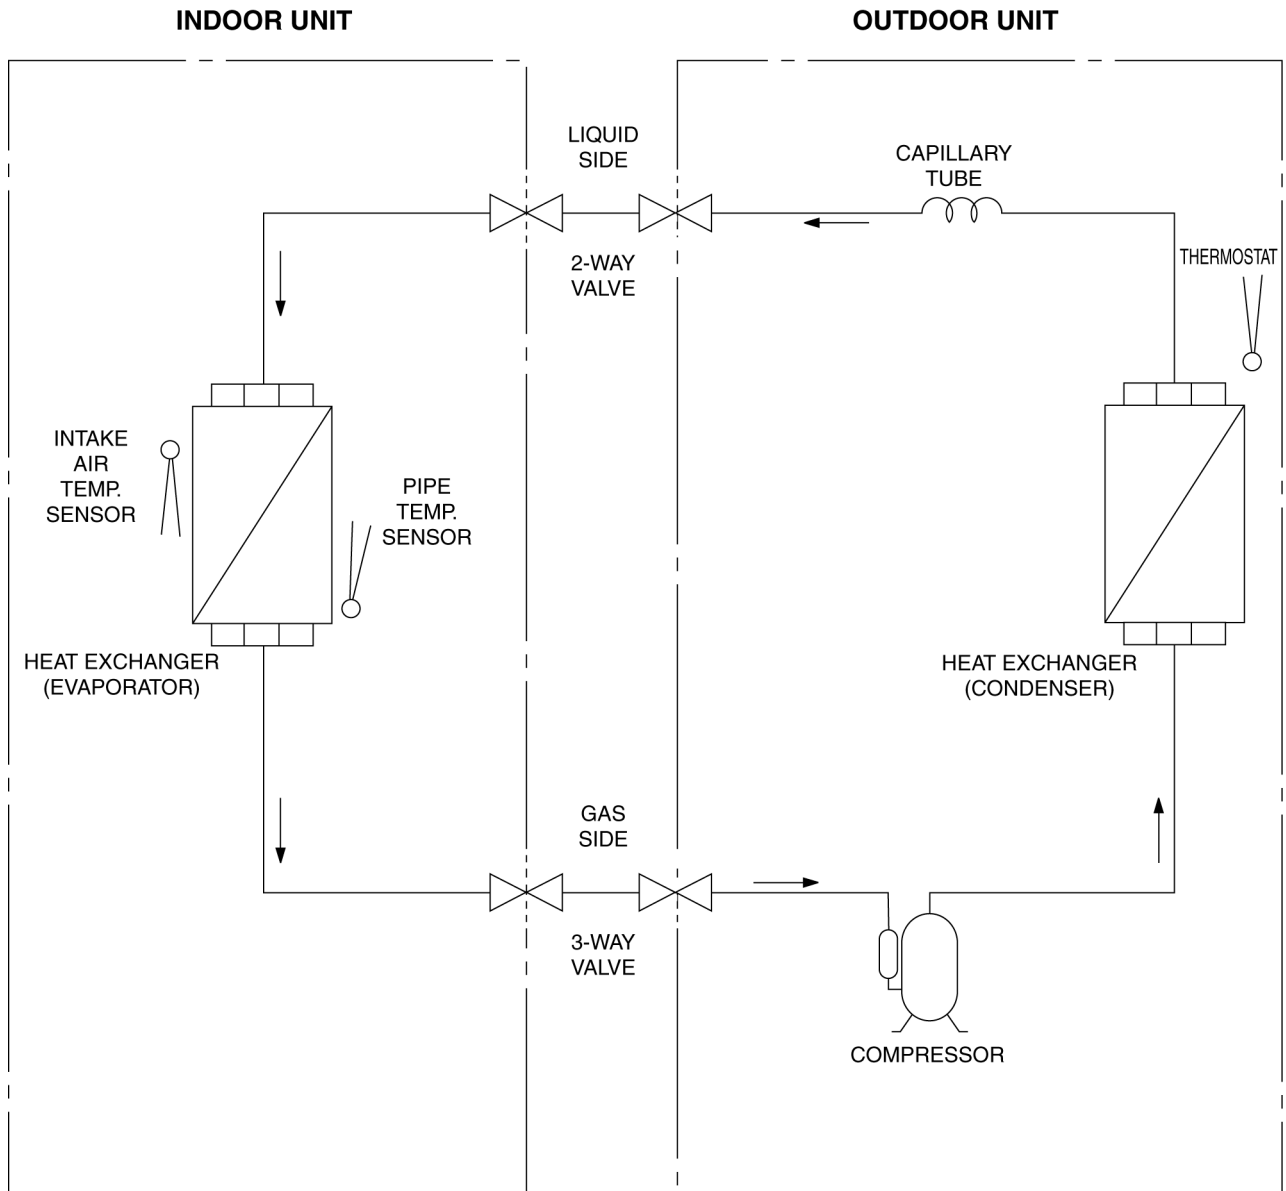 INDOOR UNIT
OUTDOOR UNIT
LIQUID
SIDE
CAPILLARY
TUBE
2-WAY
VALVE
THERMOSTAT
INTAKE
AIR
TEMP.
SENSOR
PIPE
TEMP.
SENSOR
HEAT EXCHANGER
(EVAPORATOR)
HEAT EXCHANGER
(CONDENSER)
GAS
SIDE
3-WAY
VALVE
COMPRESSOR